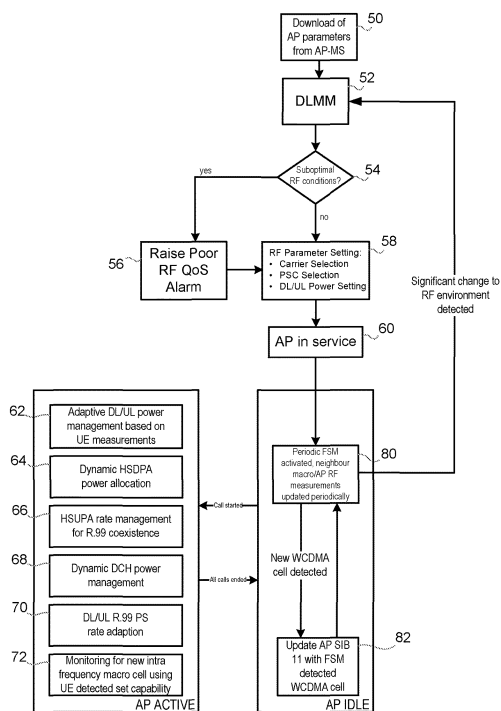 50
Download of
AP parameters
from AP-MS
52
DLMM
54
Suboptimal
RF conditions?
yes
no
56
Raise Poor
RF QoS
Alarm
58
RF Parameter Setting:
• Carrier Selection
• PSC Selection
• DL/UL Power Setting
Significant change to
RF environment
detected
60
AP in service
62
Adaptive DL/UL power
management based on
UE measurements
64
Dynamic HSDPA
power allocation
66
HSUPA rate management
for R.99 coexistence
68
Dynamic DCH power
management
70
DL/UL R.99 PS
rate adaption
72
Monitoring for new intra
frequency macro cell using
UE detected set capability
AP ACTIVE
Call started
All calls ended
80
Periodic FSM
activated, neighbour
macro/AP RF
measurements
updated periodically
New WCDMA
cell detected
82
Update AP SIB
11 with FSM
detected
WCDMA cell
AP IDLE